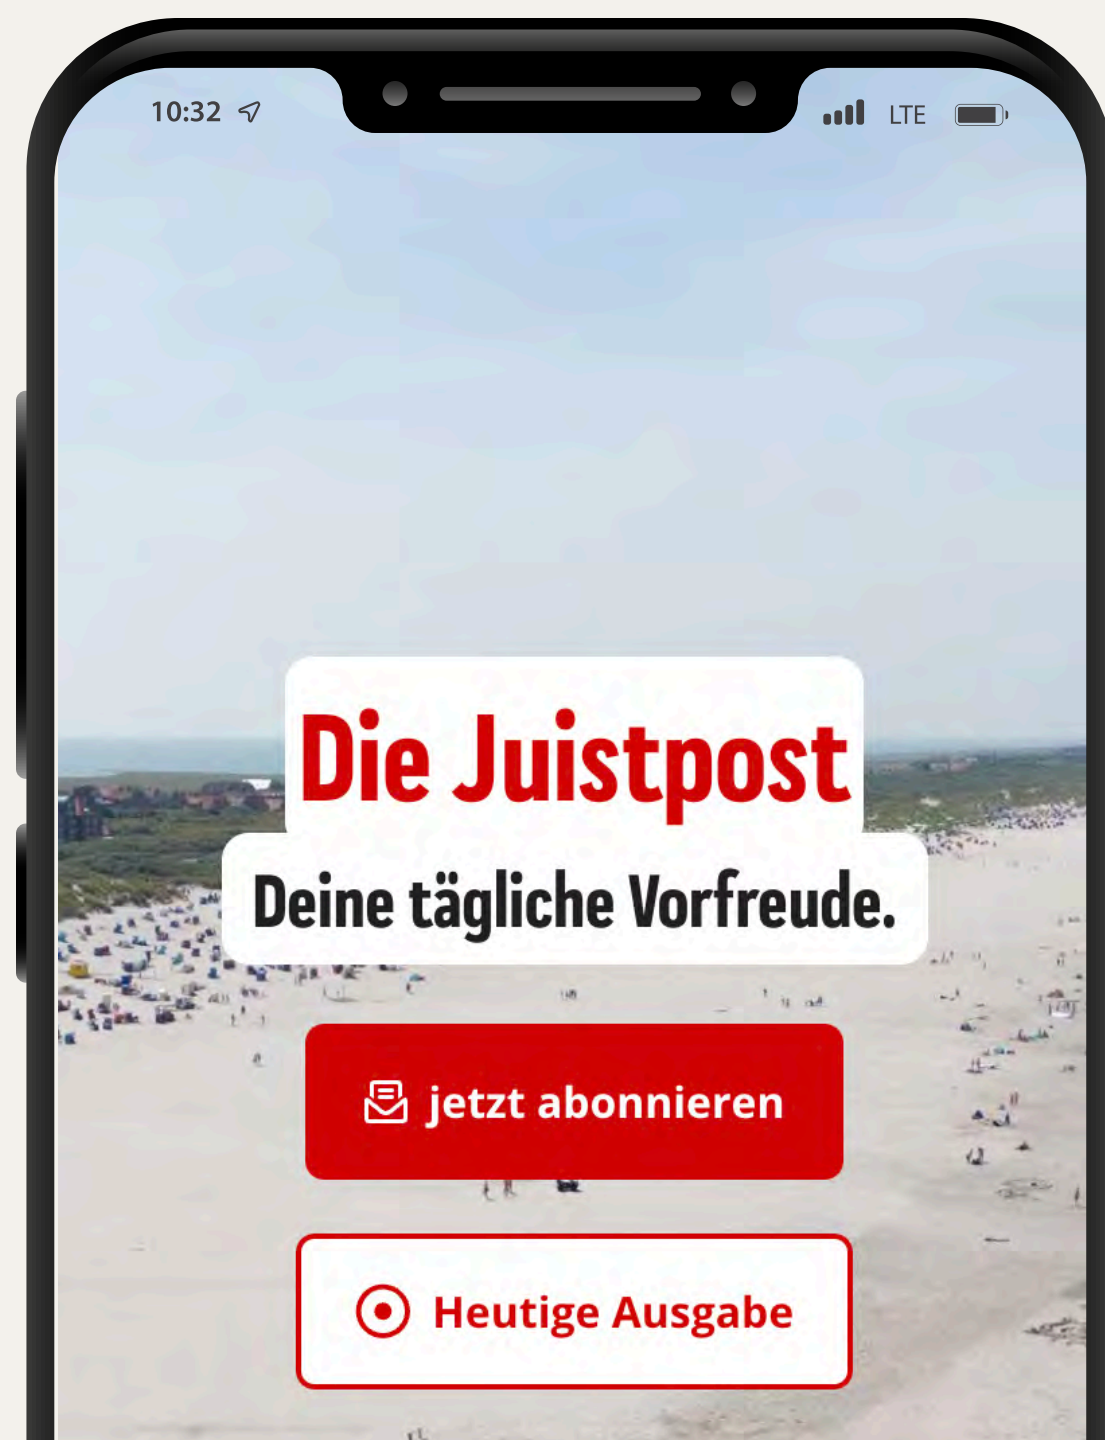 10:32
LTE
Die Juistpost
Deine tägliche Vorfreude.
jetzt abonnieren
Heutige Ausgabe